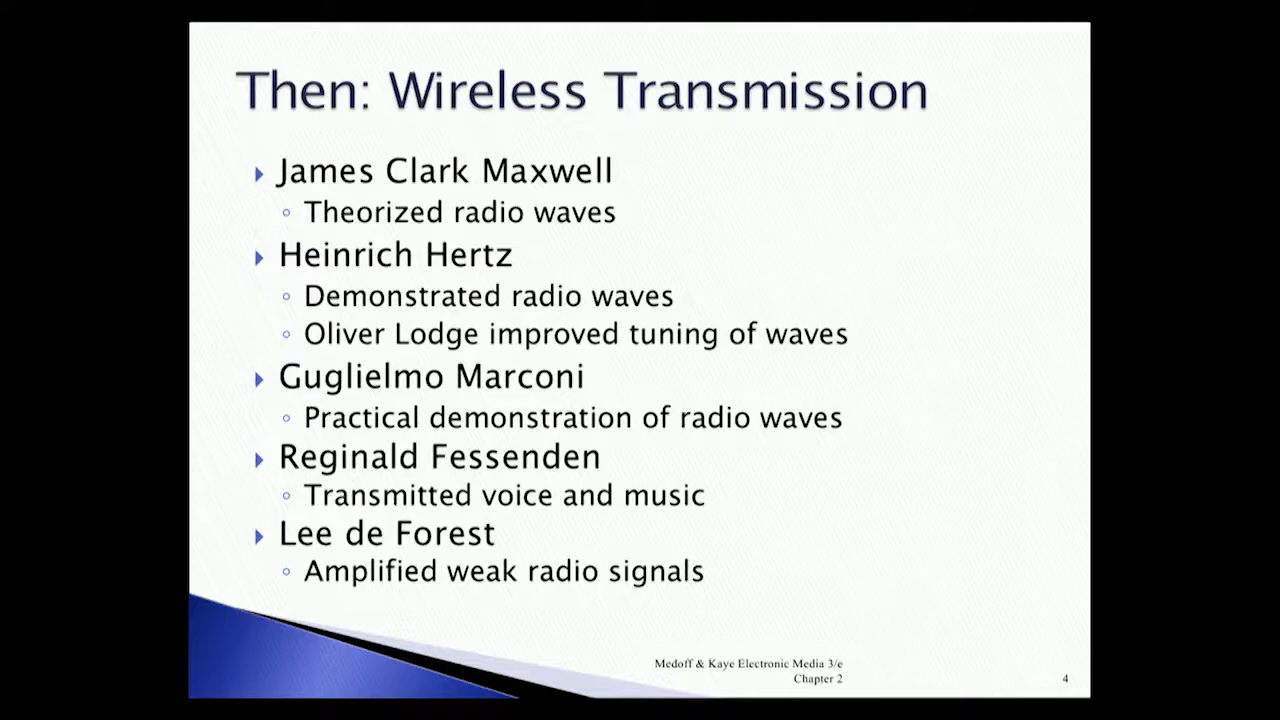 Then: Wireless Transmission
James Clark Maxwell
Theorized radio waves
Heinrich Hertz
Demonstrated radio waves
Oliver Lodge improved tuning of waves
Guglielmo Marconi
Practical demonstration of radio waves
Reginald Fessenden
Transmitted voice and music
Lee de Forest
Amplified weak radio signals
Medoff & Kaye Electronic Media 3/e
Chapter 2
4